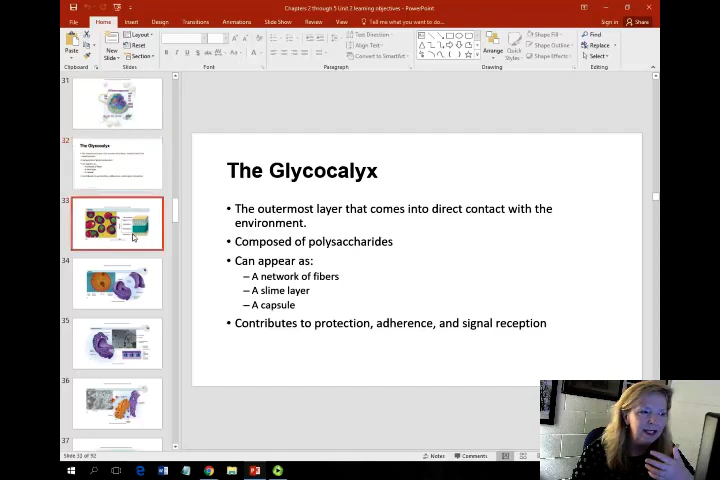 Chapters 2 through 5 Unit 2 learning objectives - PowerPoint
File Home Insert Design Transitions Animations Slide Show Review View Tell me what you want to do... Sign in Share
Paste
New Slide
Layout
Reset
Section
Text Direction
Align Text
Convert to SmartArt
Arrange
Quick Styles
Shape Fill
Shape Outline
Shape Effects
Find
Replace
Select
Clipboard Slides Font Paragraph Drawing Editing
31
32
The Glycocalyx
33
34
35
36
37
The Glycocalyx
• The outermost layer that comes into direct contact with the
environment.
• Composed of polysaccharides
• Can appear as:
– A network of fibers
– A slime layer
– A capsule
• Contributes to protection, adherence, and signal reception
Slide 32 of 92 Notes Comments